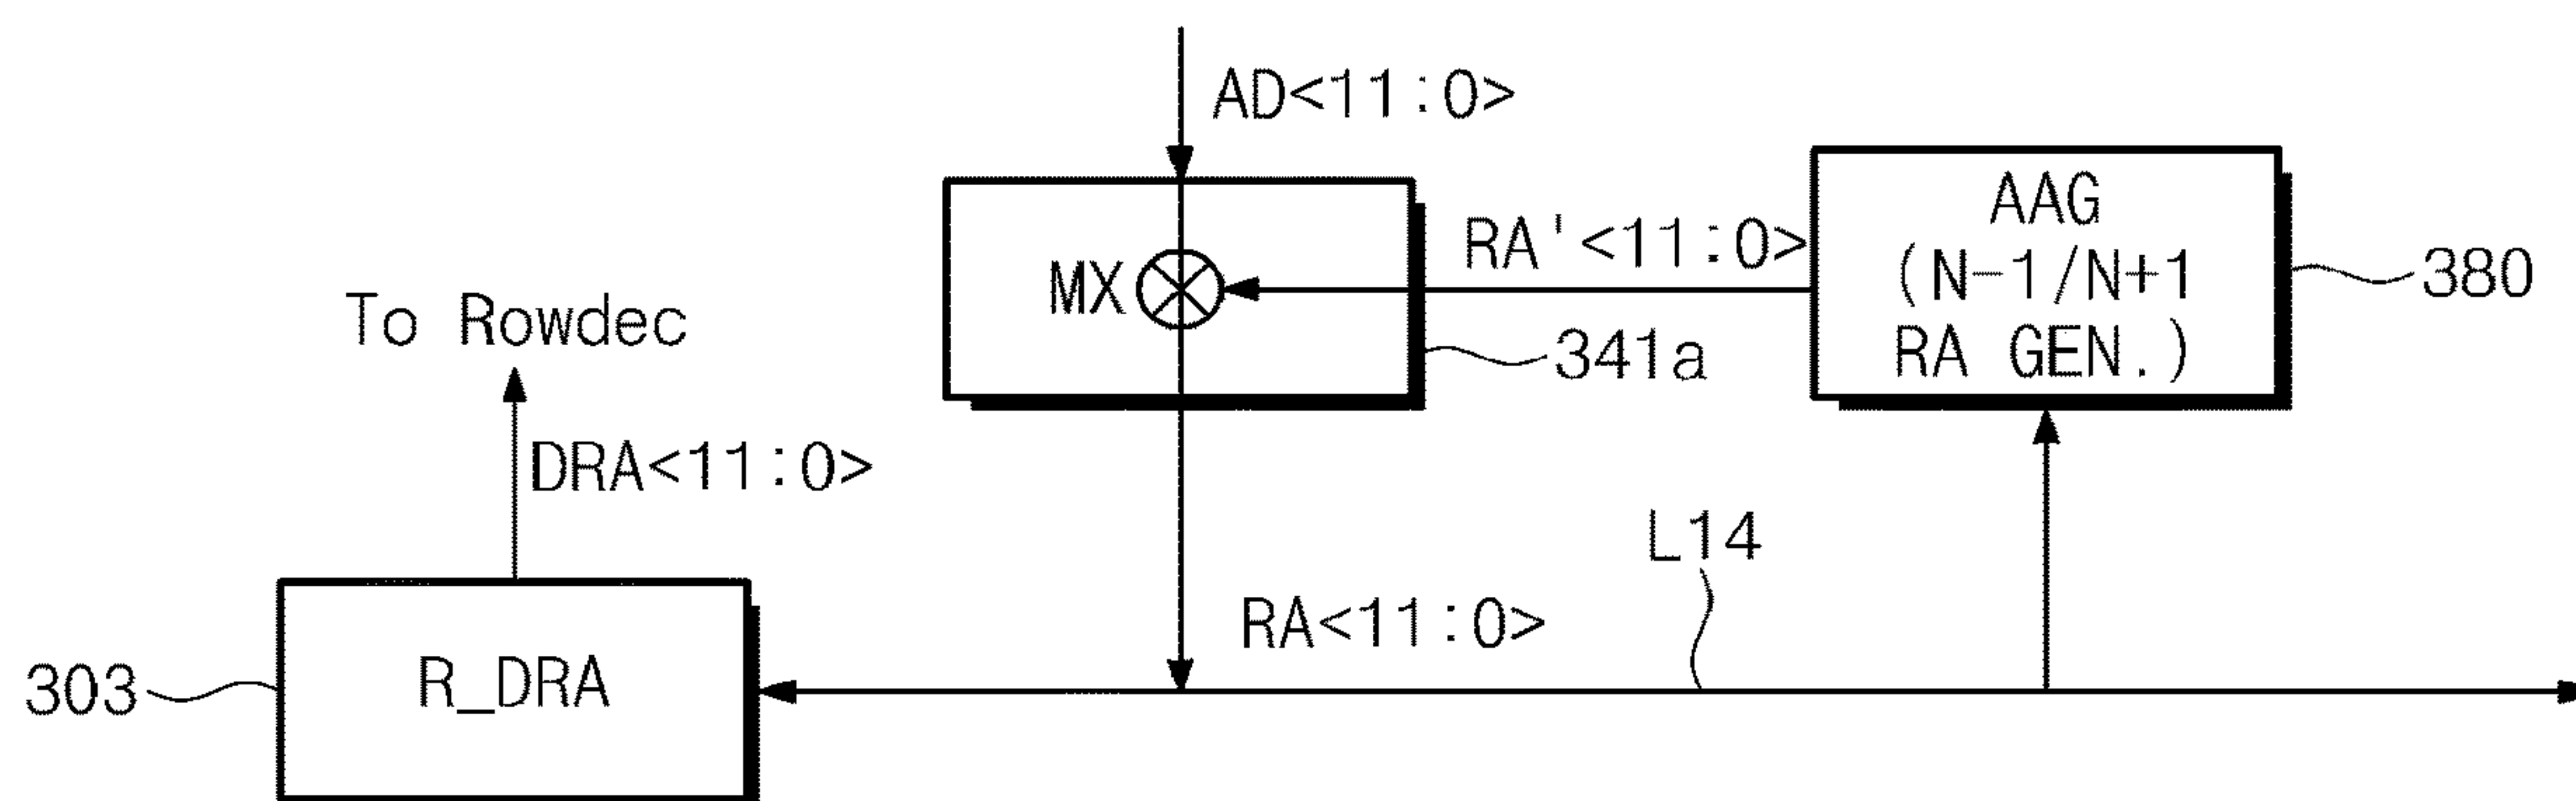 AD<11:0>
AAG
(N-1/N+1
RA GEN.)
RA'<11:0>
MX
380
To Rowdec
341a
DRA<11:0>
L14
RA<11:0>
303
R_DRA